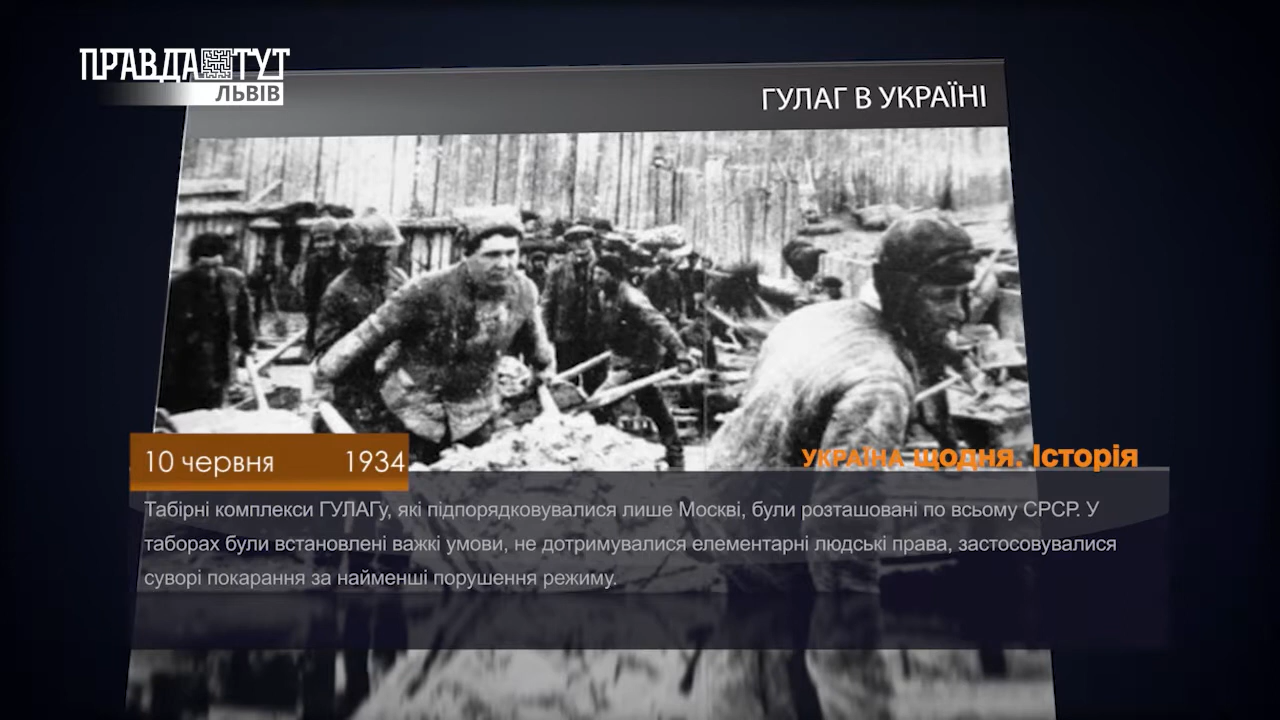 ПРАВДА ТУТ
ЛЬВІВ
ГУЛАГ В УКРАЇНІ
10 червня 1934
УКРАЇНА щодня. Історія
Табірні комплекси ГУЛАГу, які підпорядковувалися лише Москві, були розташовані по всьому СРСР. У
таборах були встановлені важкі умови, не дотримувалися елементарні людські права, застосовувалися
суворі покарання за найменші порушення режиму.